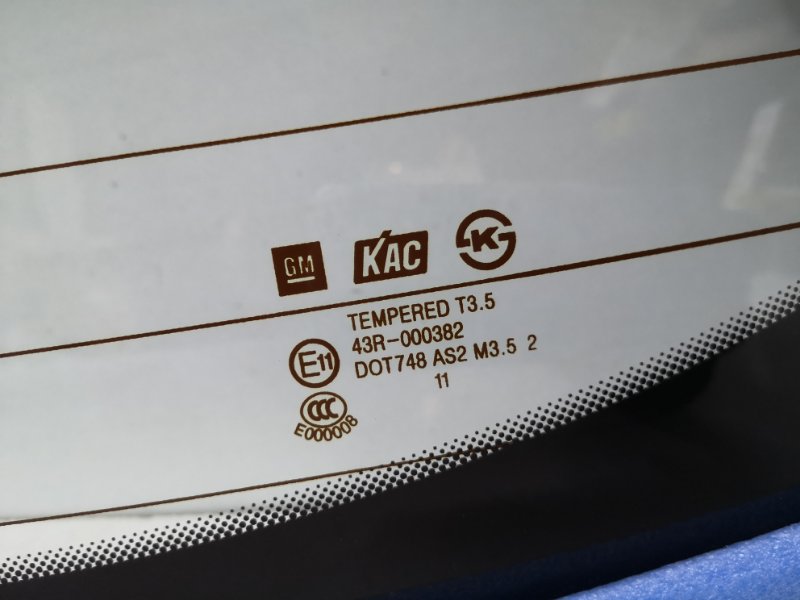 GM KAC K
TEMPERED T3.5
43R-000382
E11 DOT748 AS2 M3.5 2
11
CCC
E000008